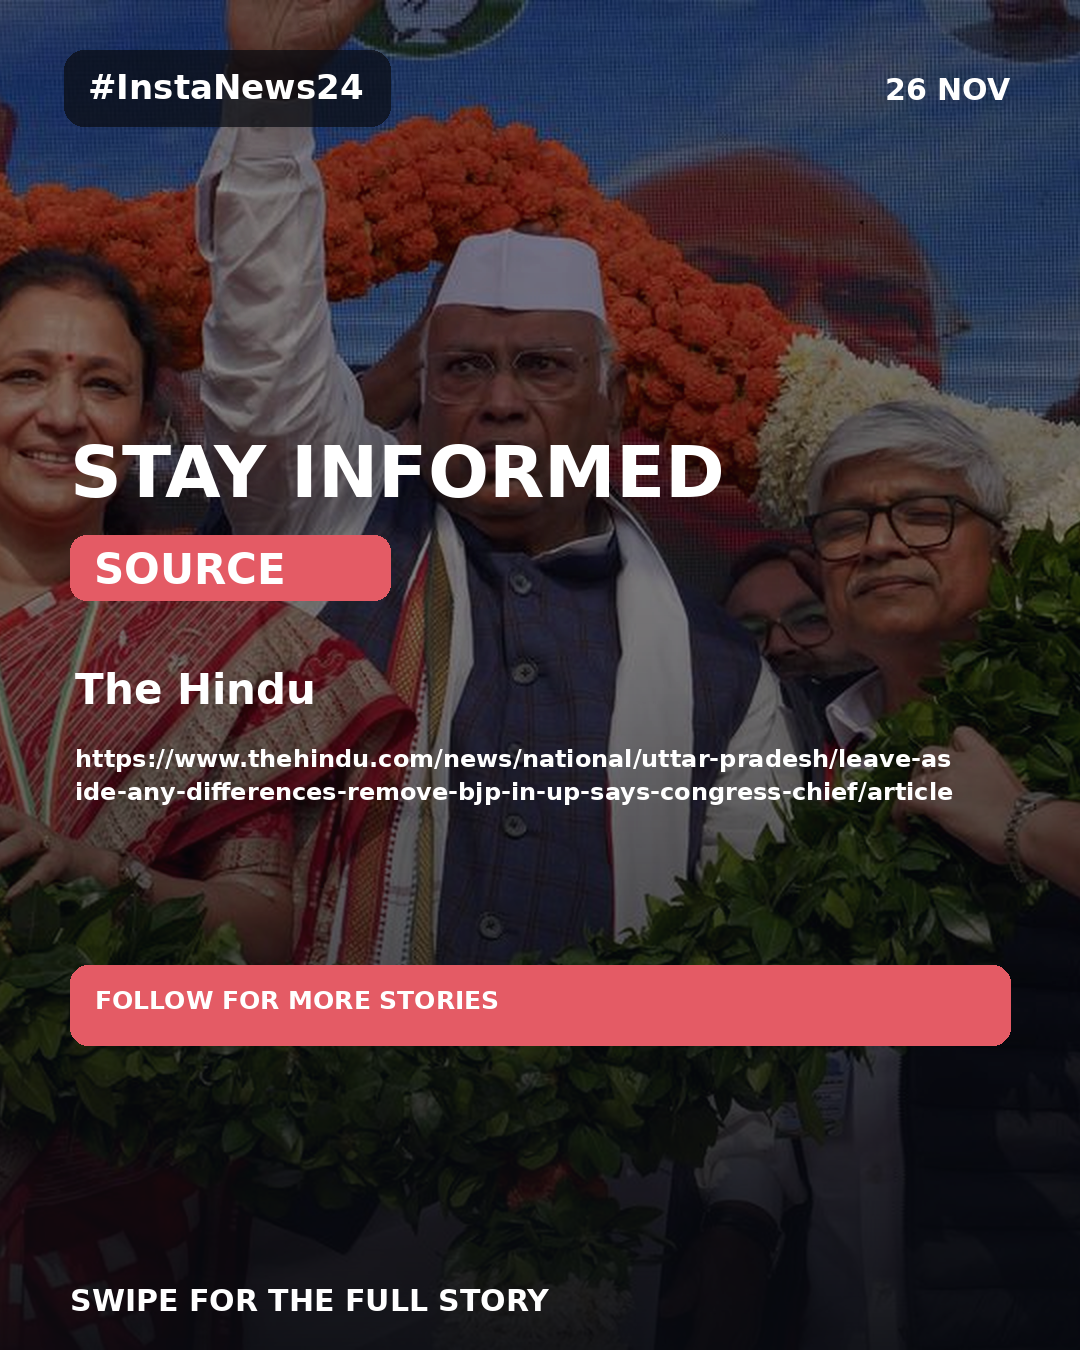 #InstaNews24
26 NOV
STAY INFORMED
SOURCE
The Hindu
https://www.thehindu.com/news/national/uttar-pradesh/leave-as
ide-any-differences-remove-bjp-in-up-says-congress-chief/article
FOLLOW FOR MORE STORIES
SWIPE FOR THE FULL STORY